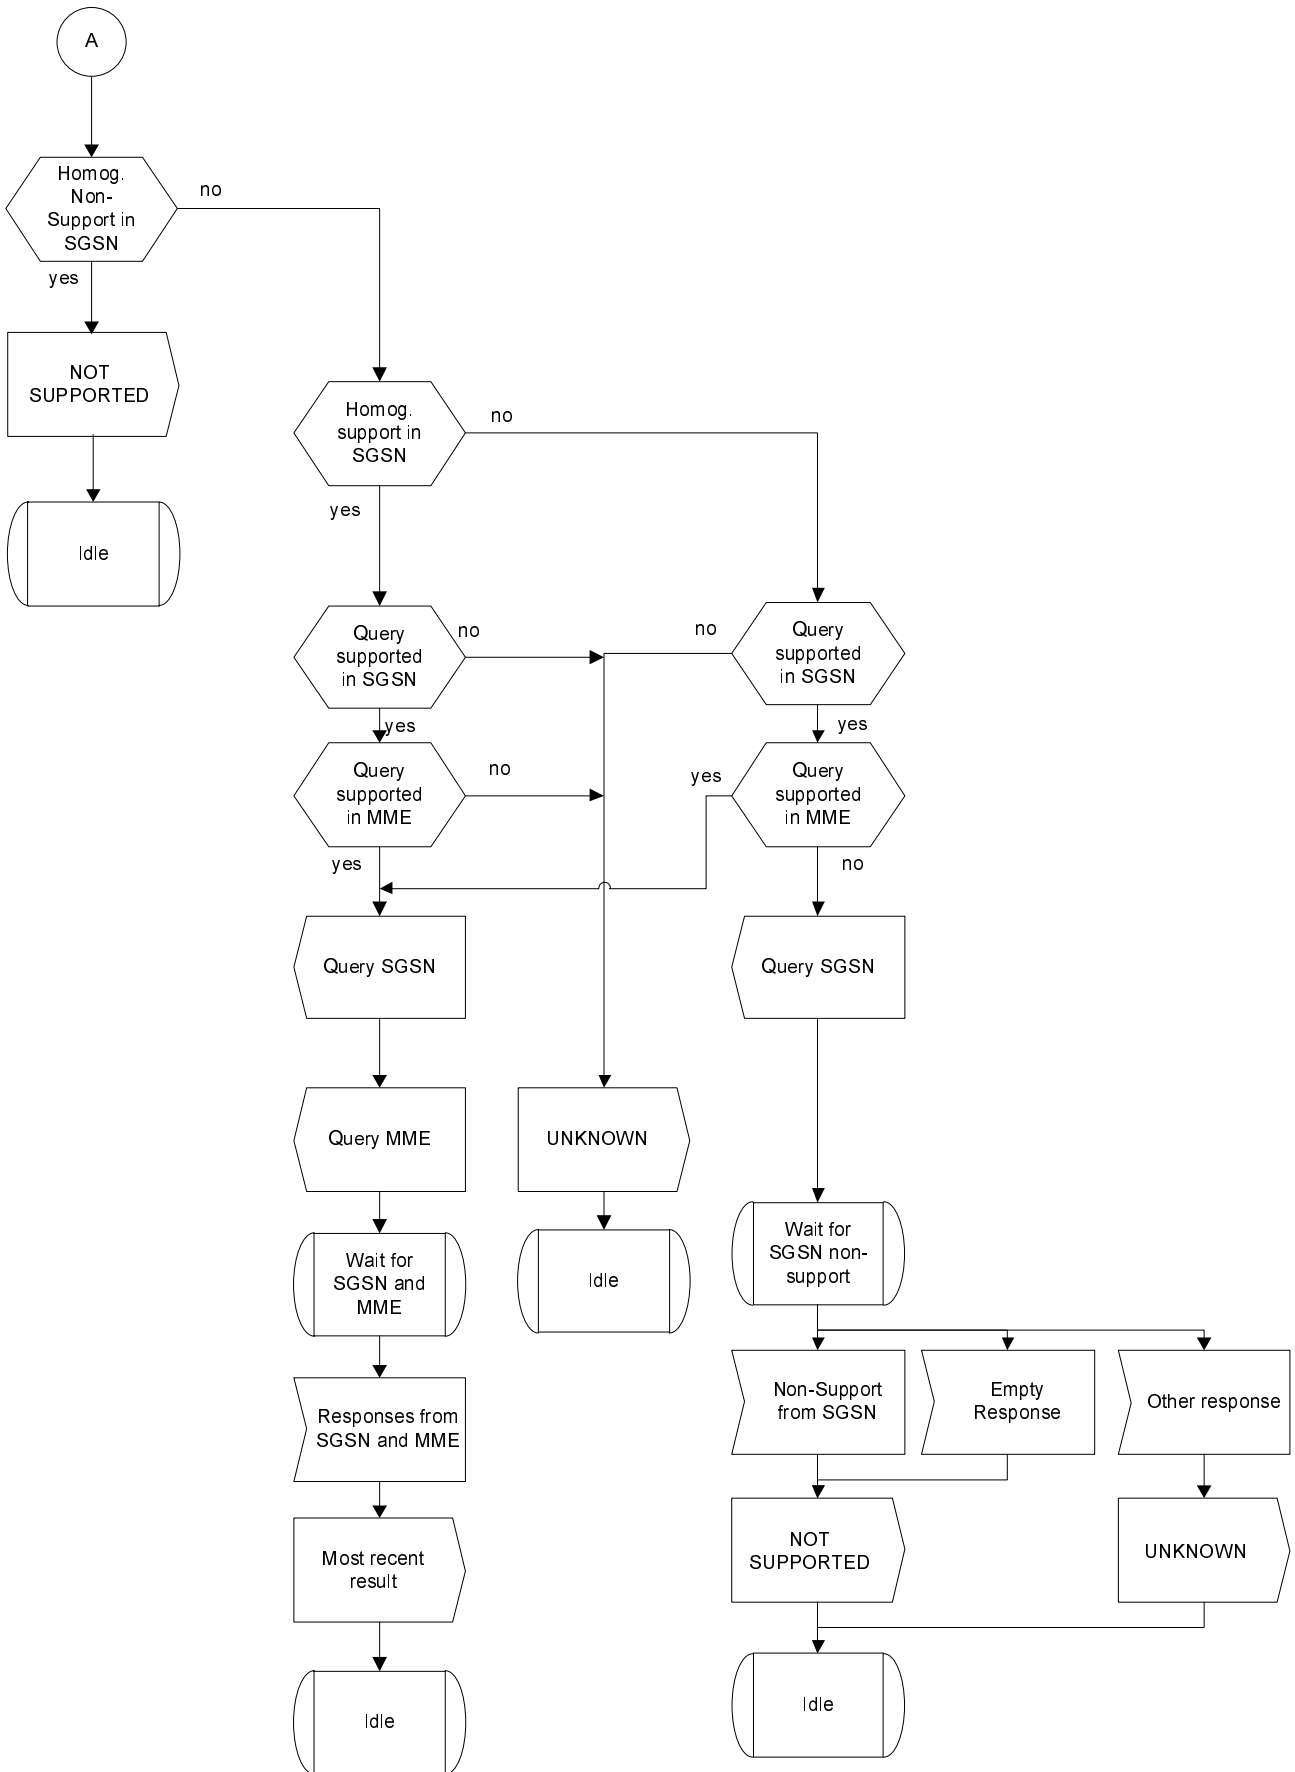 A
Homog.
Non-
Support in
SGSN
no
yes
NOT
SUPPORTED
Idle
Homog.
support in
SGSN
no
yes
Query
supported
in SGSN
no
yes
no
Query
supported
in SGSN
yes
Query
supported
in MME
no
yes
yes
Query
supported
in MME
no
Query SGSN
Query SGSN
Query MME
UNKNOWN
Wait for
SGSN and
MME
Idle
Wait for
SGSN non-
support
Responses from
SGSN and MME
Non-Support
from SGSN
Empty
Response
Other response
Most recent
result
NOT
SUPPORTED
UNKNOWN
Idle
Idle